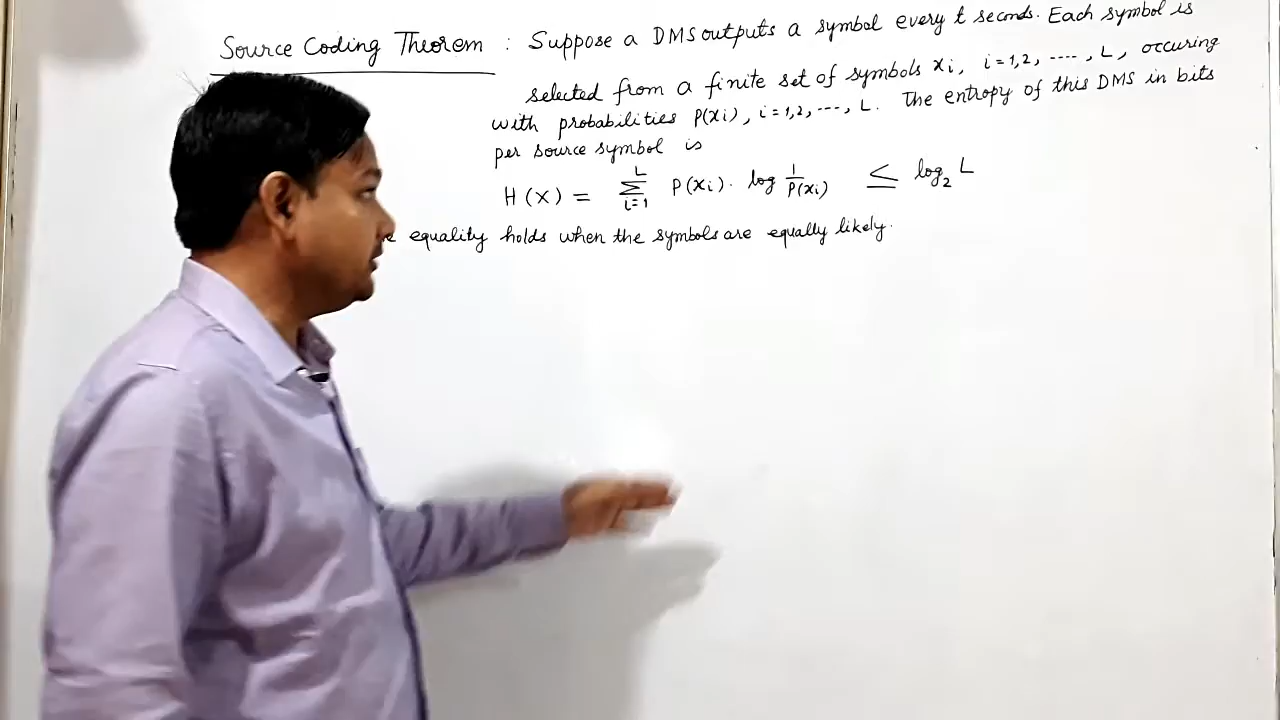 Source Coding Theorem : Suppose a DMS outputs a symbol every t seconds. Each symbol is
selected from a finite set of symbols xi, i=1,2, ----, L, occuring
with probabilities P(xi), i=1,2, ---, L. The entropy of this DMS in bits
per source symbol is
H(X) = L Σ i=1 P(xi). log 1/P(xi) ≤ log2 L
equality holds when the symbols are equally likely.